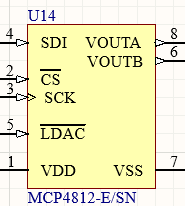 U14
4 SDI VOUTA 8
VOUTB 6
2 CS
3 SCK
5 LDAC
1 VDD VSS 7
MCP4812-E/SN